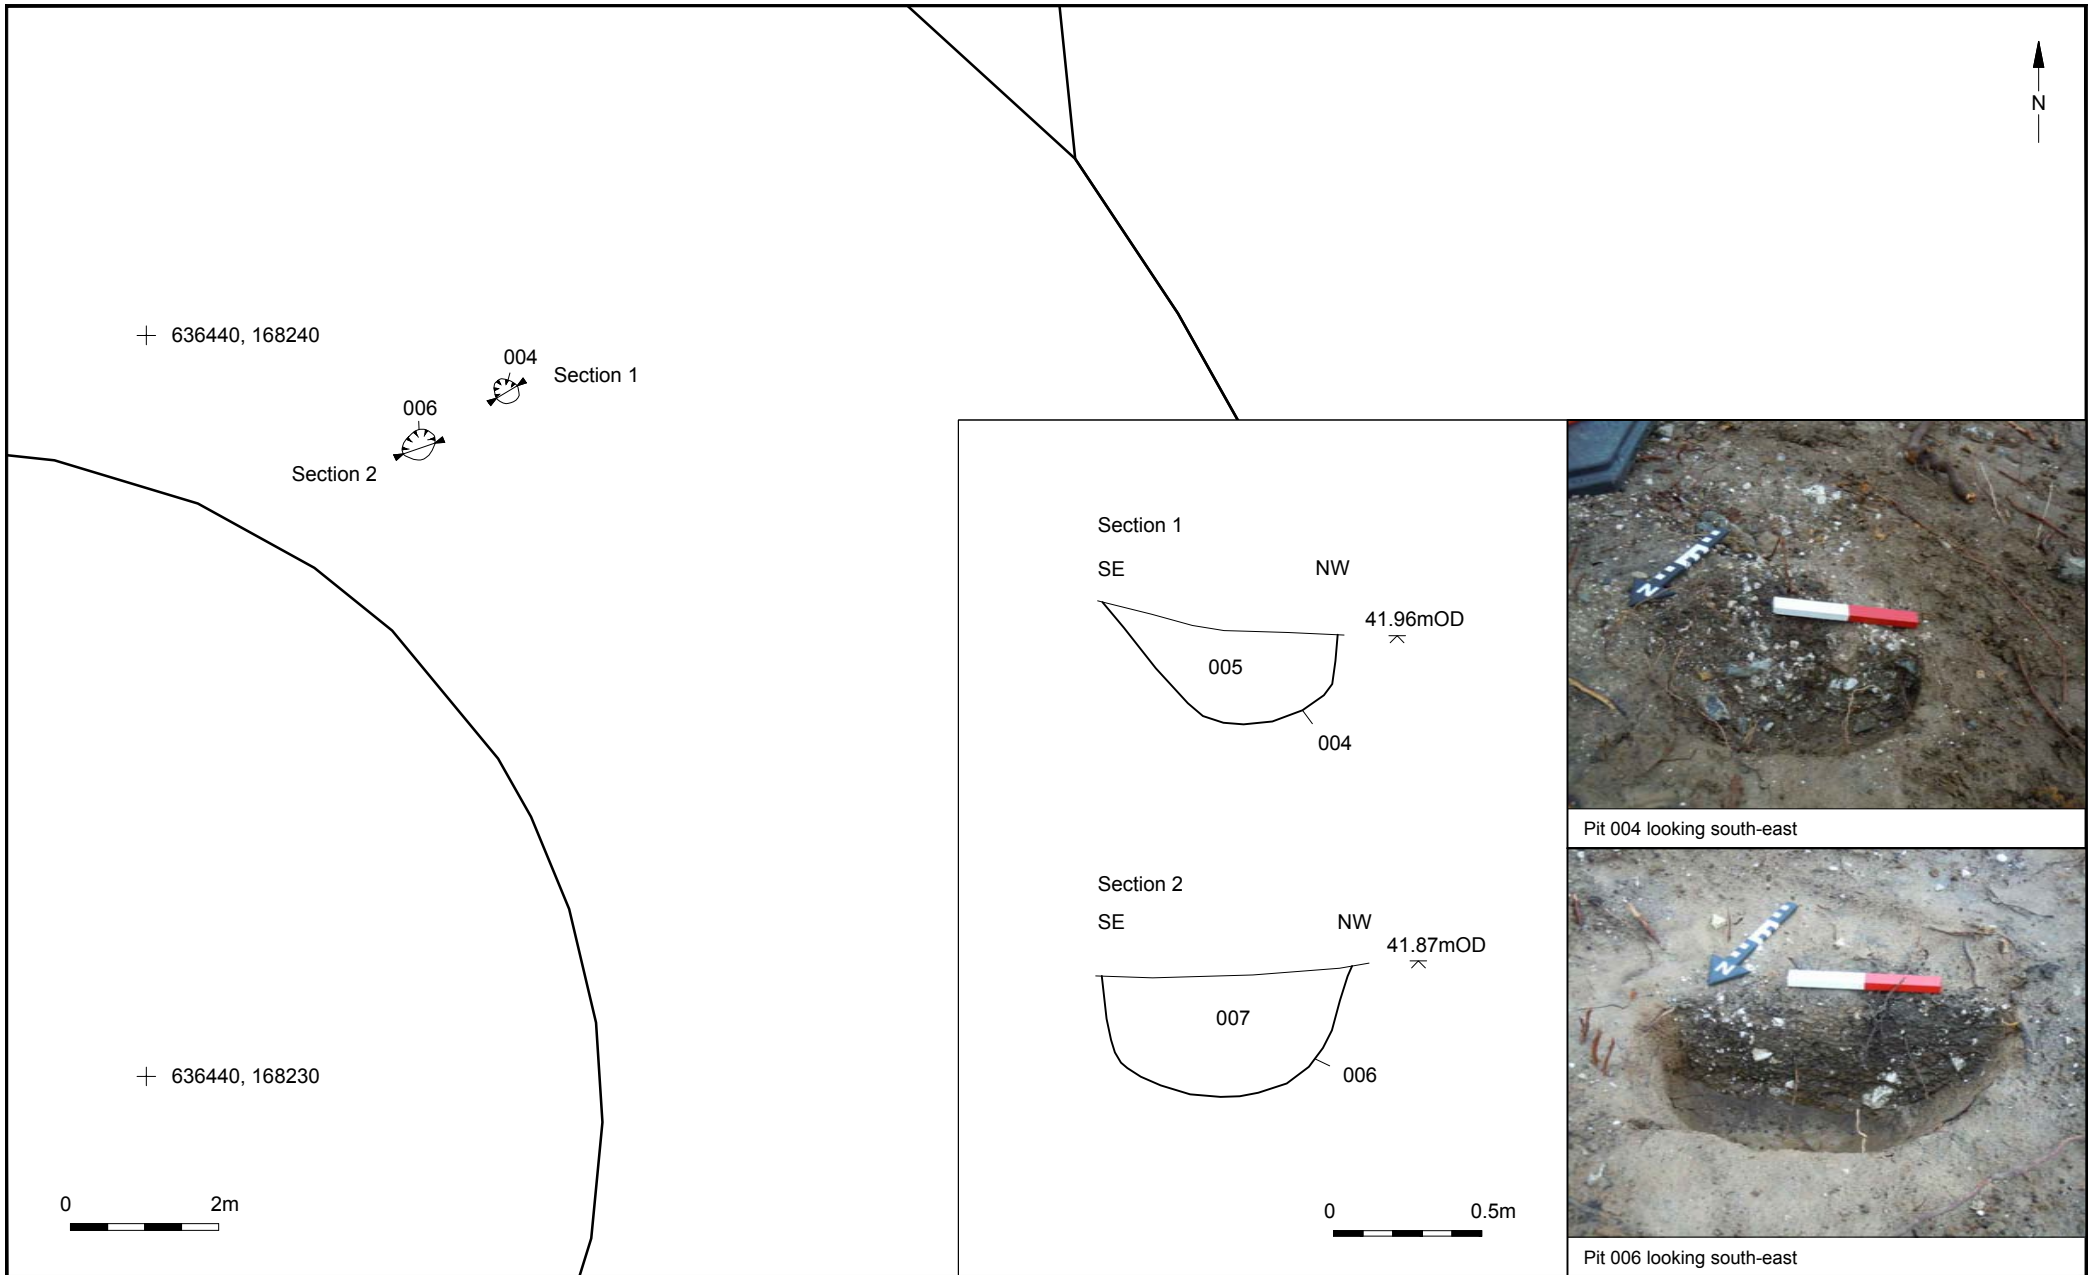 N
636440, 168240
004
Section 1
006
Section 2
636440, 168230
0 2m
Section 1
SE NW
41.96mOD
005
004
Section 2
SE NW
41.87mOD
007
006
0 0.5m
N
Pit 004 looking south-east
N
Pit 006 looking south-east